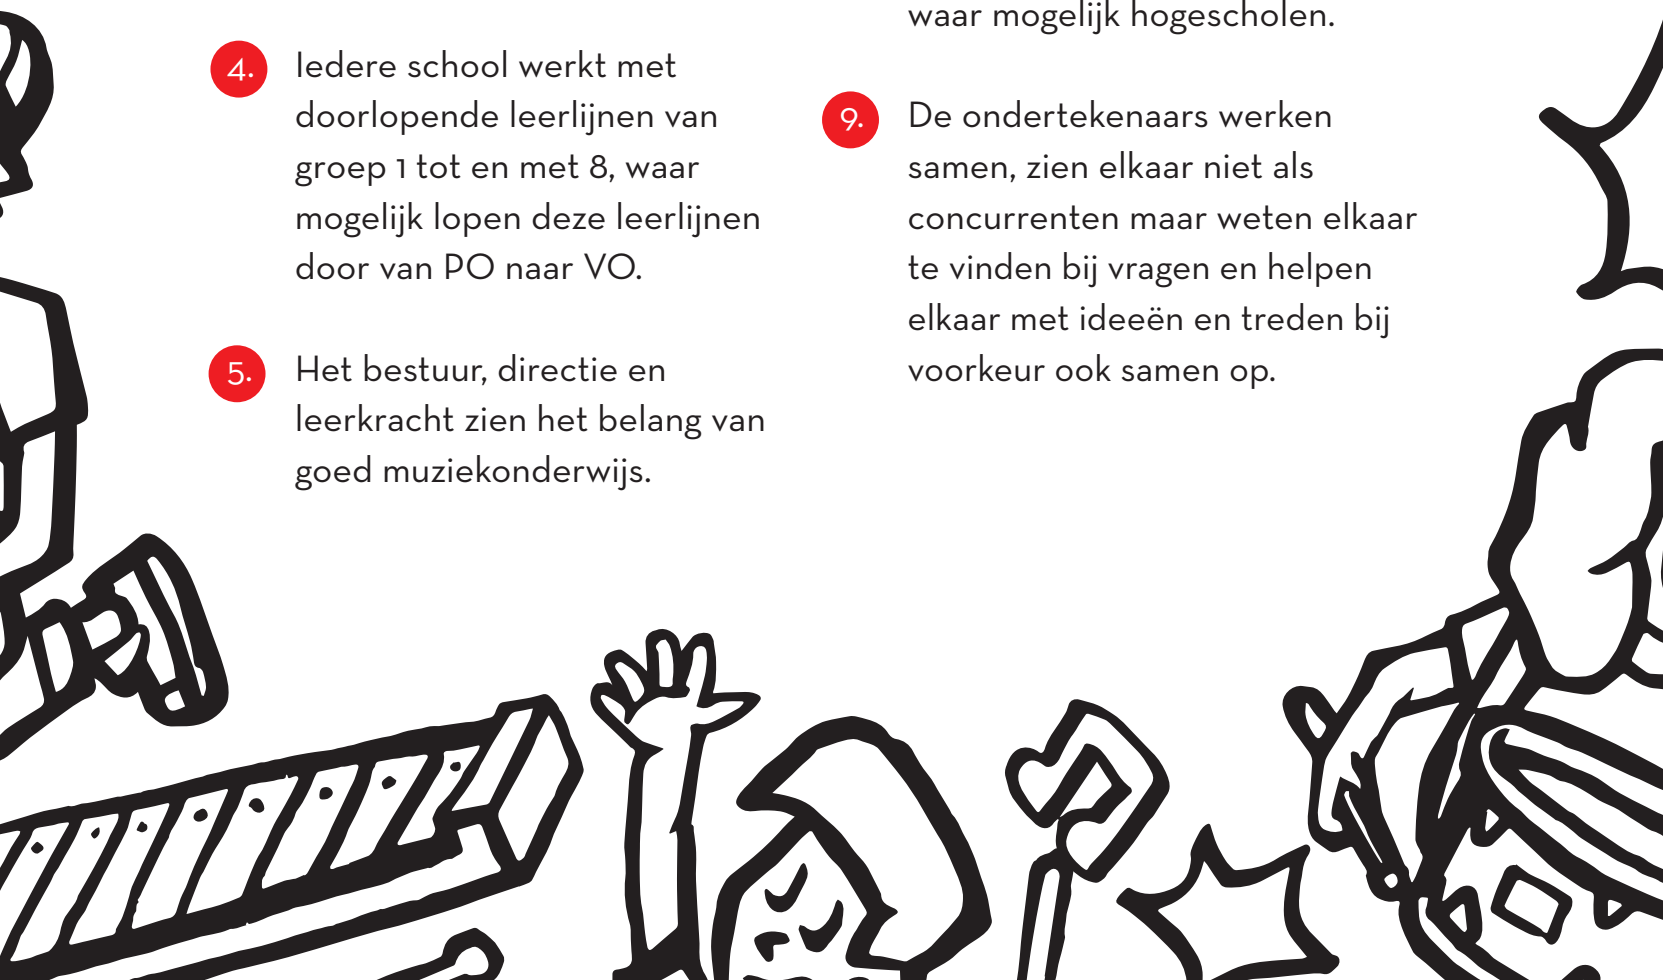 4. Iedere school werkt met
doorlopende leerlijnen van
groep 1 tot en met 8, waar
mogelijk lopen deze leerlijnen
door van PO naar VO.
5. Het bestuur, directie en
leerkracht zien het belang van
goed muziekonderwijs.
waar mogelijk hogescholen.
9. De ondertekenaars werken
samen, zien elkaar niet als
concurrenten maar weten elkaar
te vinden bij vragen en helpen
elkaar met ideeën en treden bij
voorkeur ook samen op.